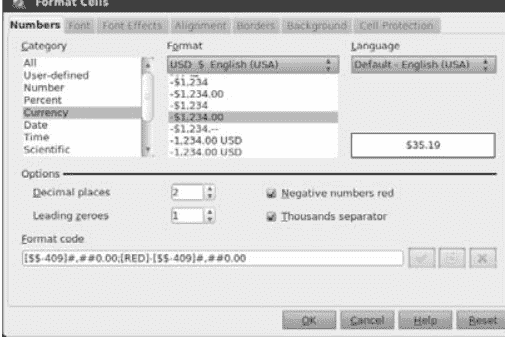 Format Cells
Numbers Font Font Effects Alignment Borders Background Cell Protection
Category Format Language
All
User-defined
Number
Percent
Currency
Date
Time
Scientific
USD $ English (USA)
-$1,234
-$1,234.00
-$1,234
-$1,234.00
-$1,234.--
-1,234.00 USD
-1,234.00 USD
Default - English (USA)
$35.19
Options
Decimal places 2 Negative numbers red
Leading zeroes 1 Thousands separator
Format code
[$$-409]#,##0.00;[RED]-[$$-409]#,##0.00
OK Cancel Help Reset